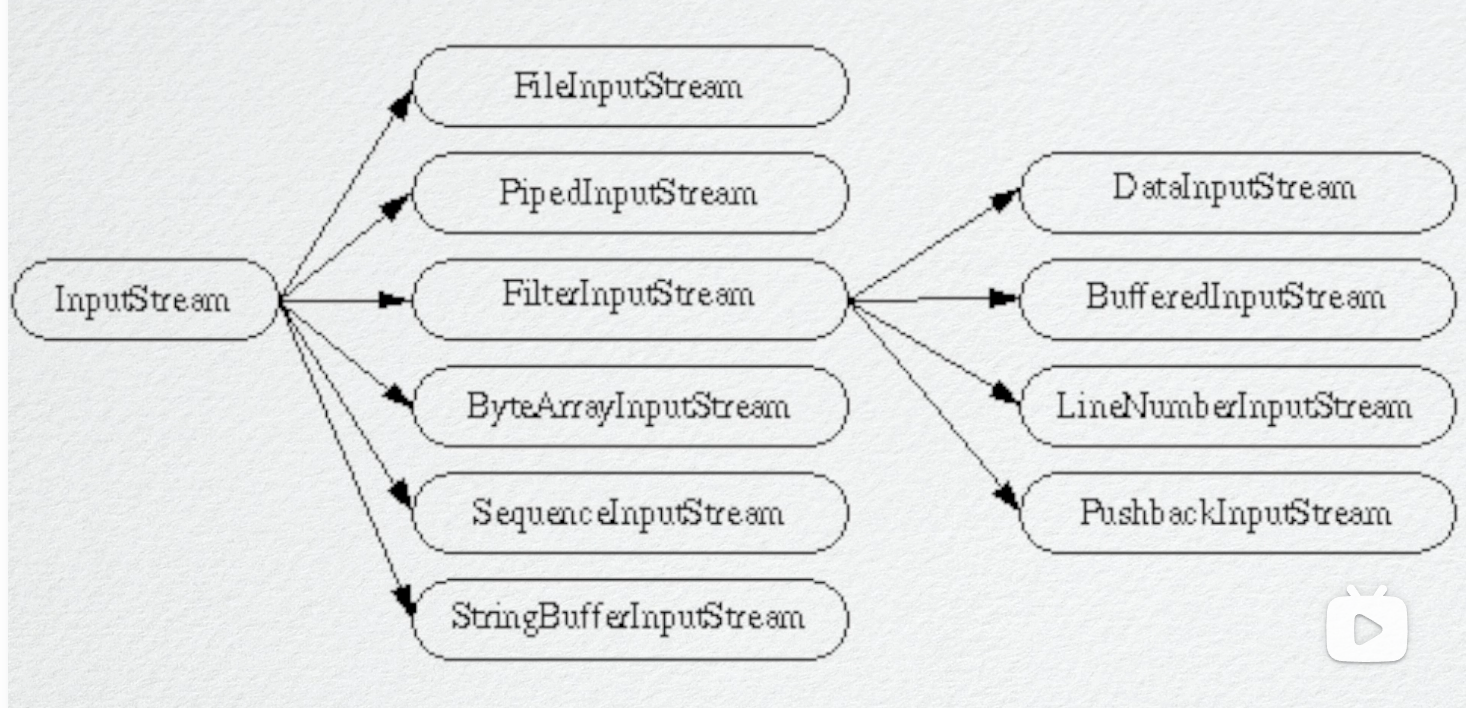 InputStream
FileInputStream
PipedInputStream
FilterInputStream
ByteArrayInputStream
SequenceInputStream
StringBufferInputStream
DataInputStream
BufferedInputStream
LineNumberInputStream
PushbackInputStream